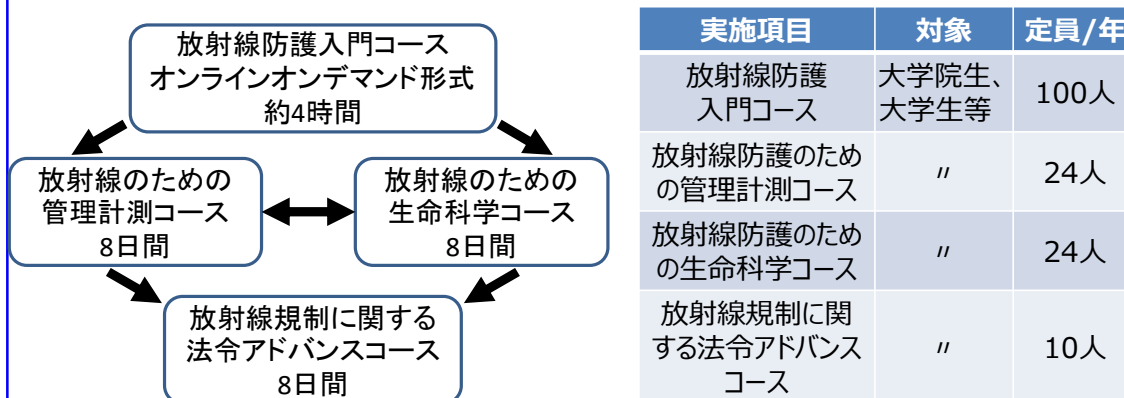 放射線防護入門コース
オンラインオンデマンド形式
約4時間
放射線のための
管理計測コース
8日間
放射線のための
生命科学コース
8日間
放射線規制に関する
法令アドバンスコース
8日間
実施項目 対象 定員/年
放射線防護
入門コース
大学院生、
大学生等
100人
放射線防護のため
の管理計測コース
〃
24人
放射線防護のため
の生命科学コース
〃
24人
放射線規制に関
する法令アドバンス
コース
〃
10人